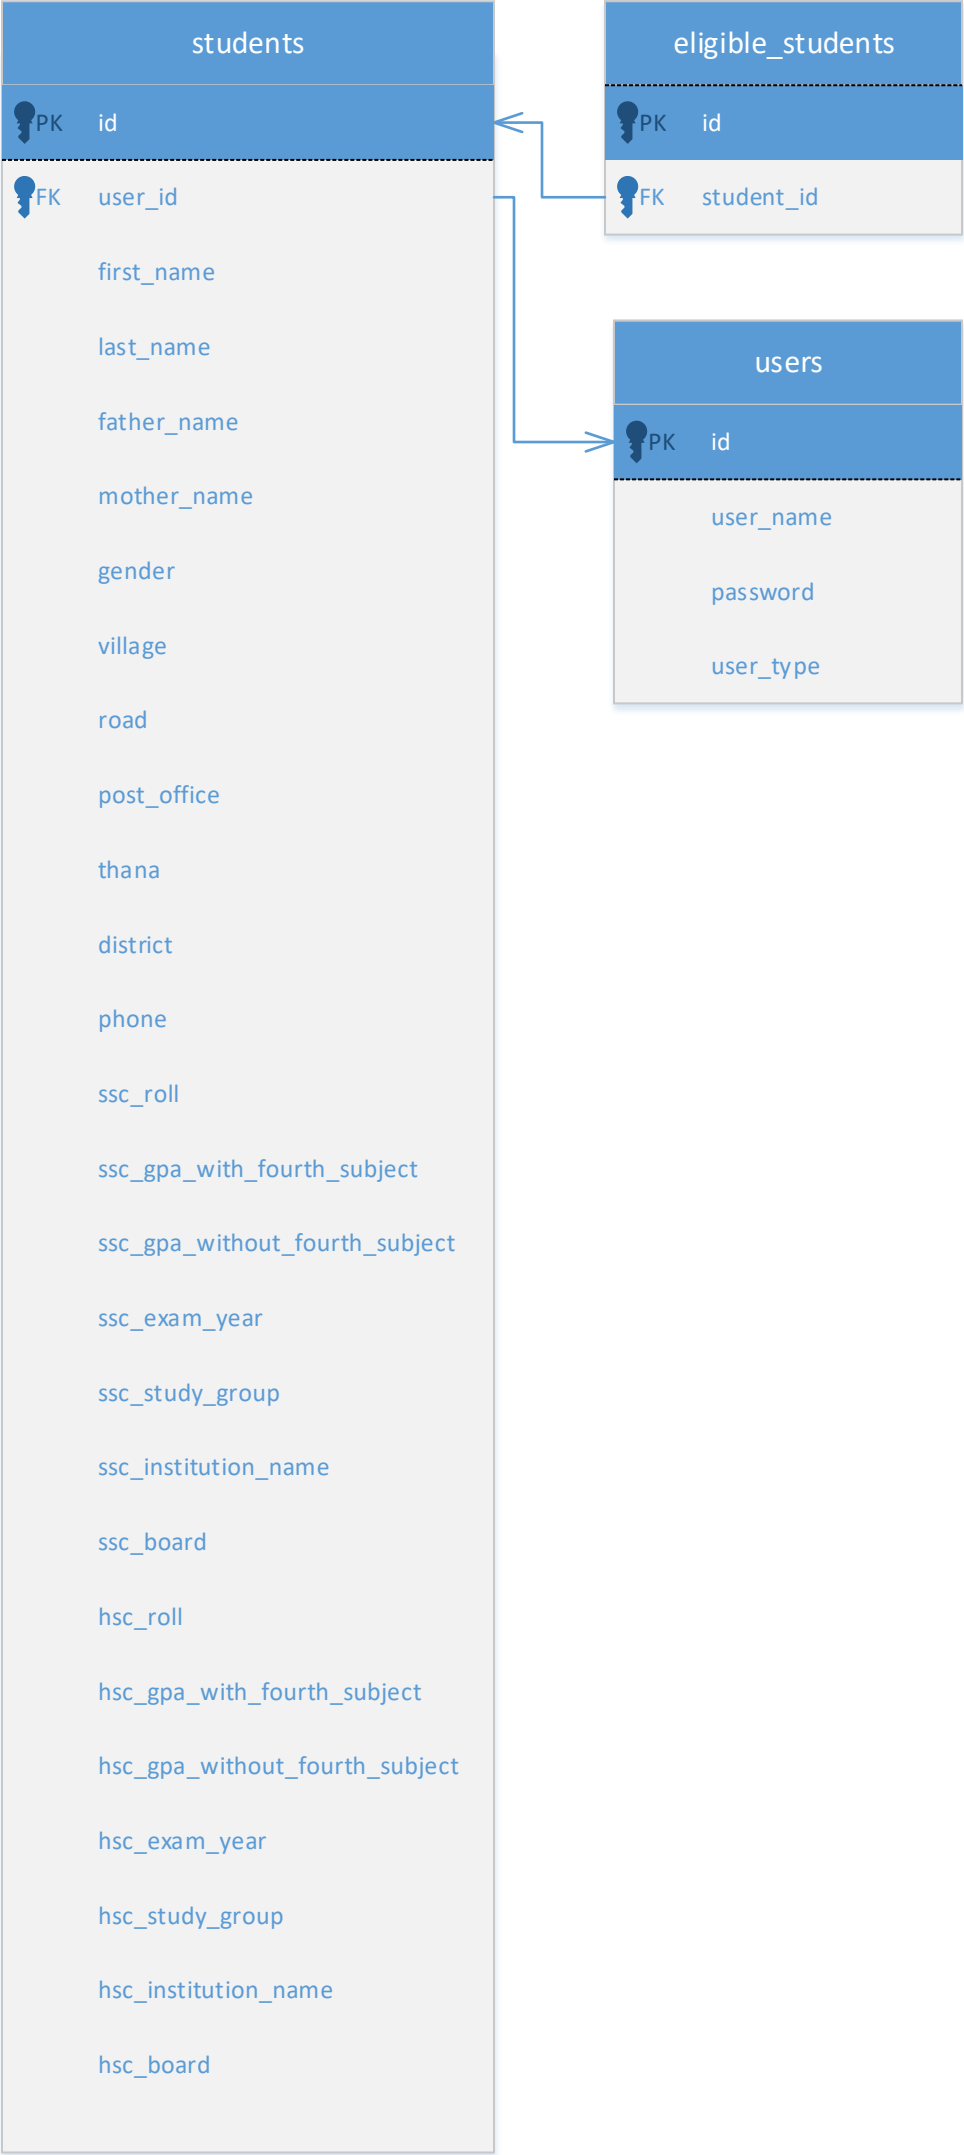 students
PK id
FK user_id
first_name
last_name
father_name
mother_name
gender
village
road
post_office
thana
district
phone
ssc_roll
ssc_gpa_with_fourth_subject
ssc_gpa_without_fourth_subject
ssc_exam_year
ssc_study_group
ssc_institution_name
ssc_board
hsc_roll
hsc_gpa_with_fourth_subject
hsc_gpa_without_fourth_subject
hsc_exam_year
hsc_study_group
hsc_institution_name
hsc_board
eligible_students
PK id
FK student_id
users
PK id
user_name
password
user_type